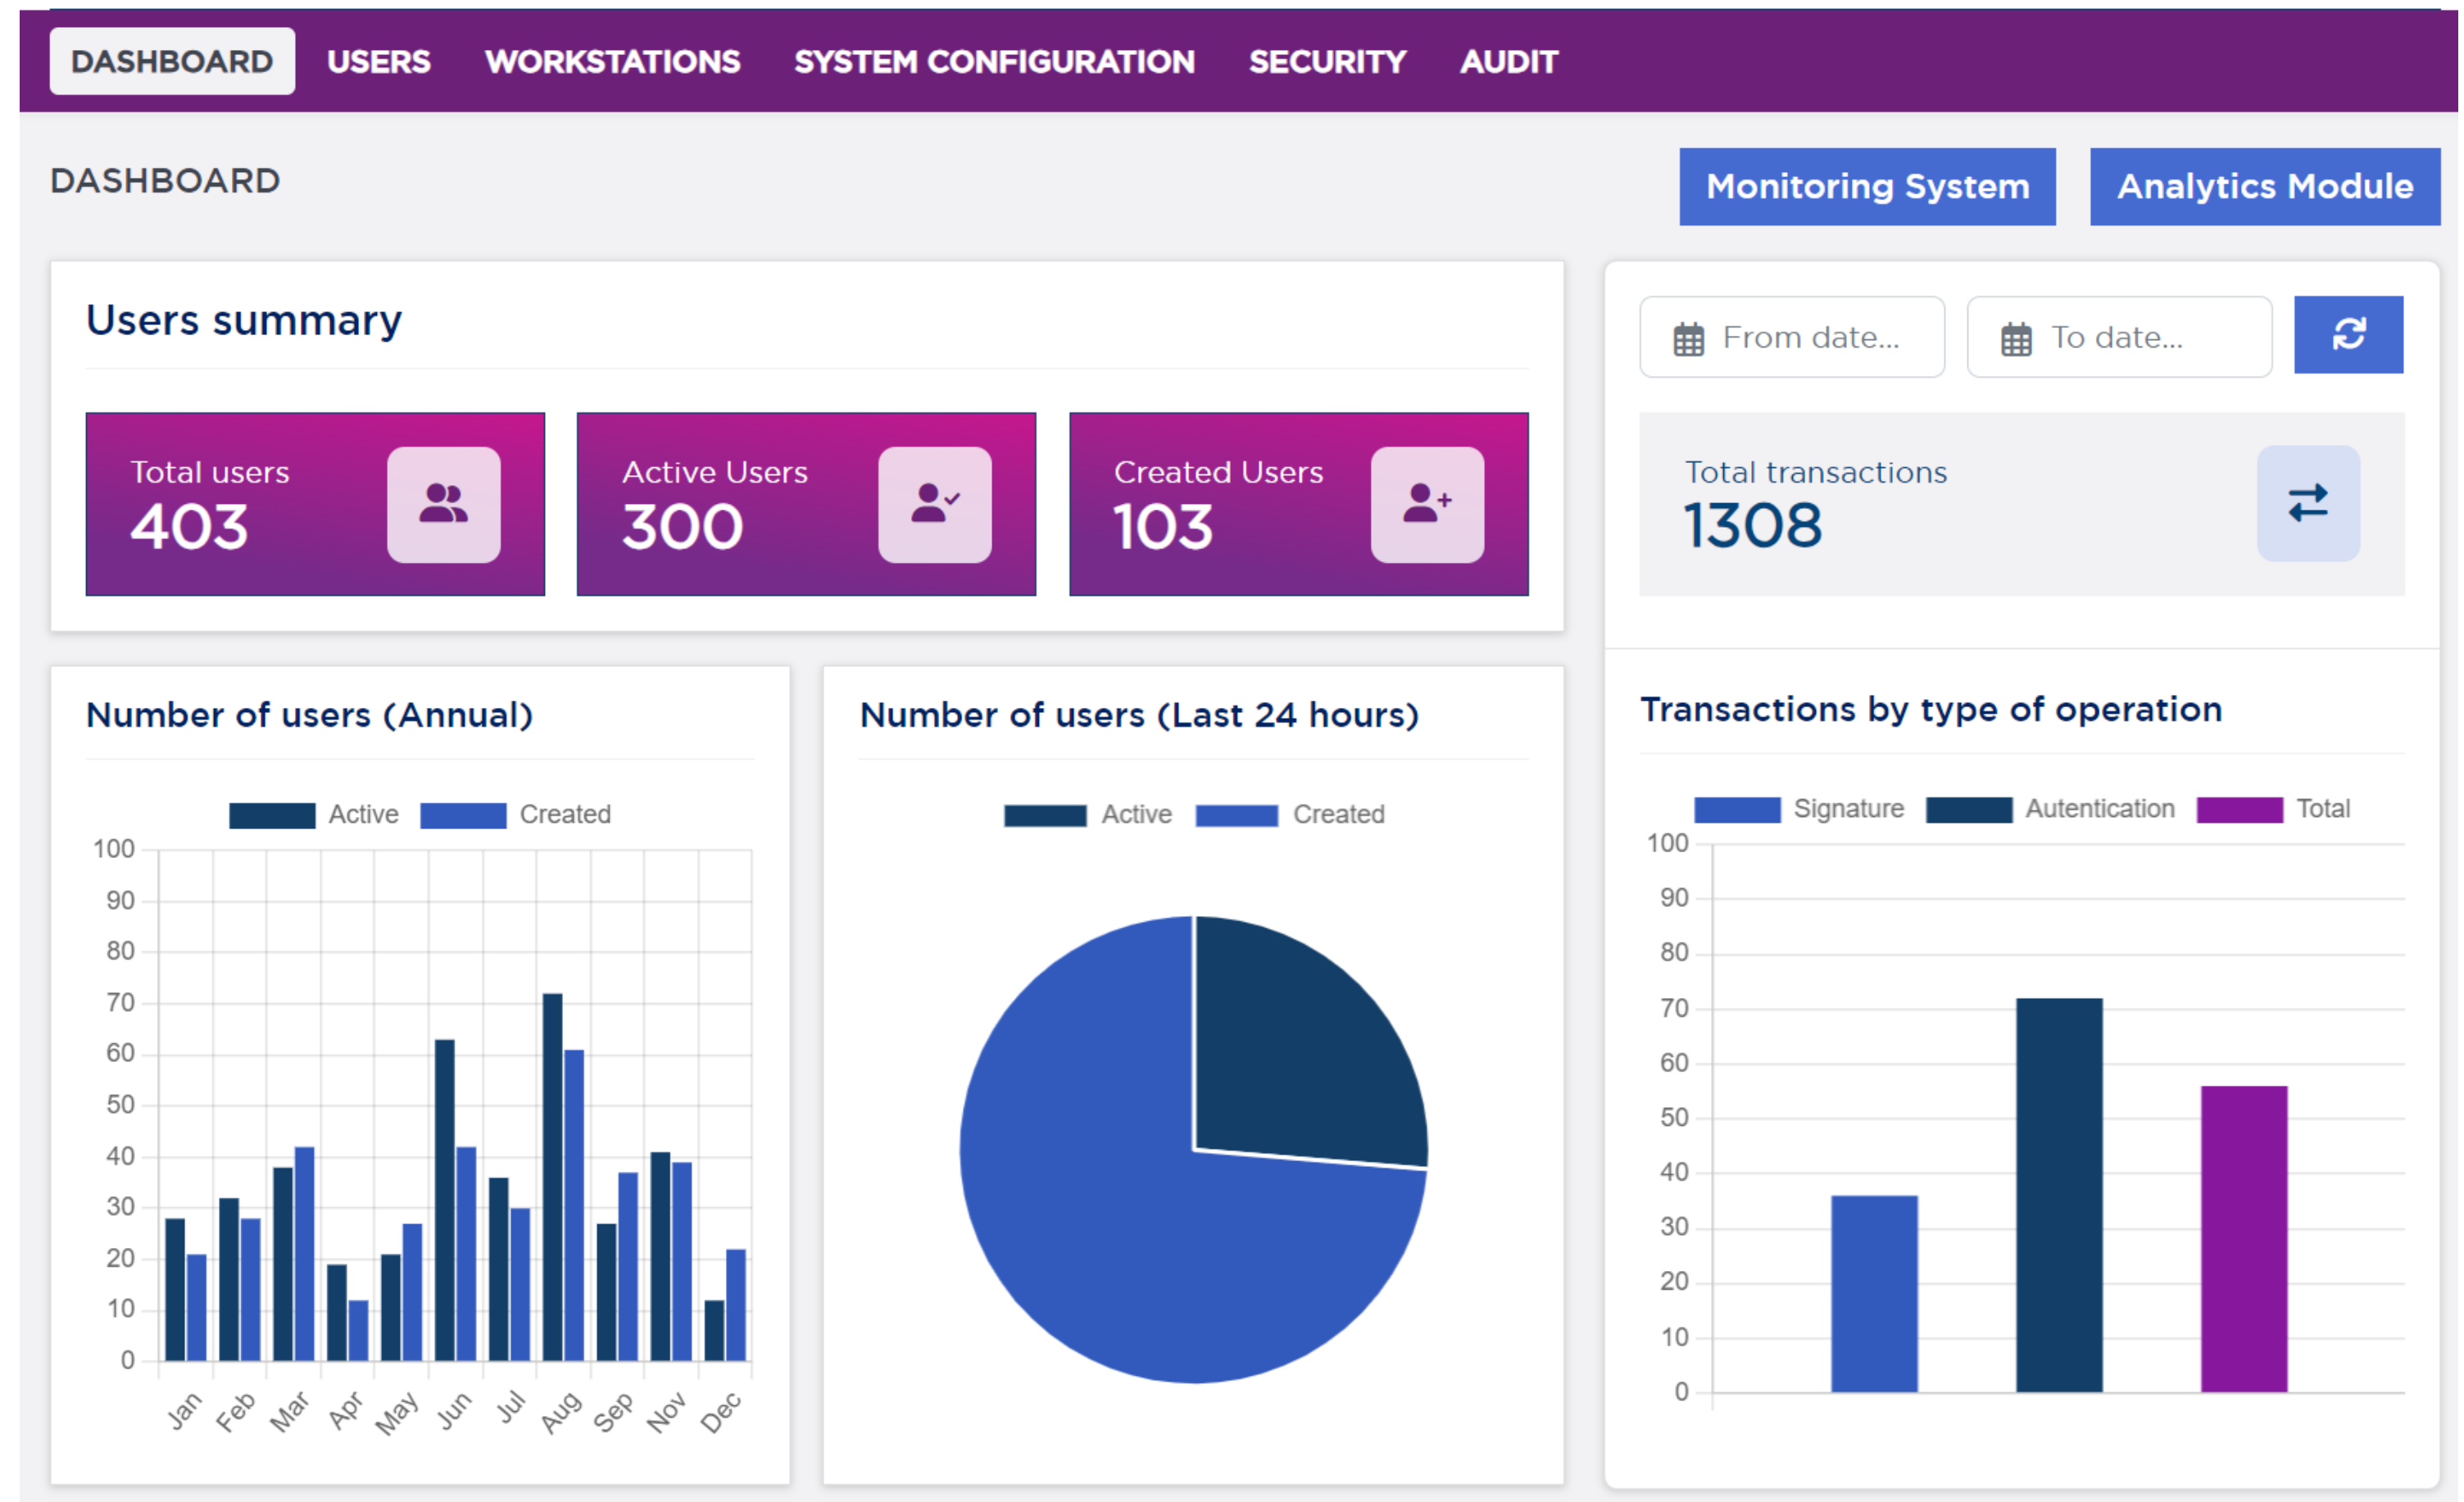 DASHBOARD USERS WORKSTATIONS SYSTEM CONFIGURATION SECURITY AUDIT
DASHBOARD
Monitoring System Analytics Module
Users summary
Total users
403
Active Users
300
Created Users
103
From date... To date...
Total transactions
1308
Number of users (Annual)
Active Created
100
90
80
70
60
50
40
30
20
10
0
Jan Feb Mar Apr May Jun Jul Aug Sep Nov Dec
Number of users (Last 24 hours)
Active Created
Transactions by type of operation
Signature Autentication Total
100
90
80
70
60
50
40
30
20
10
0